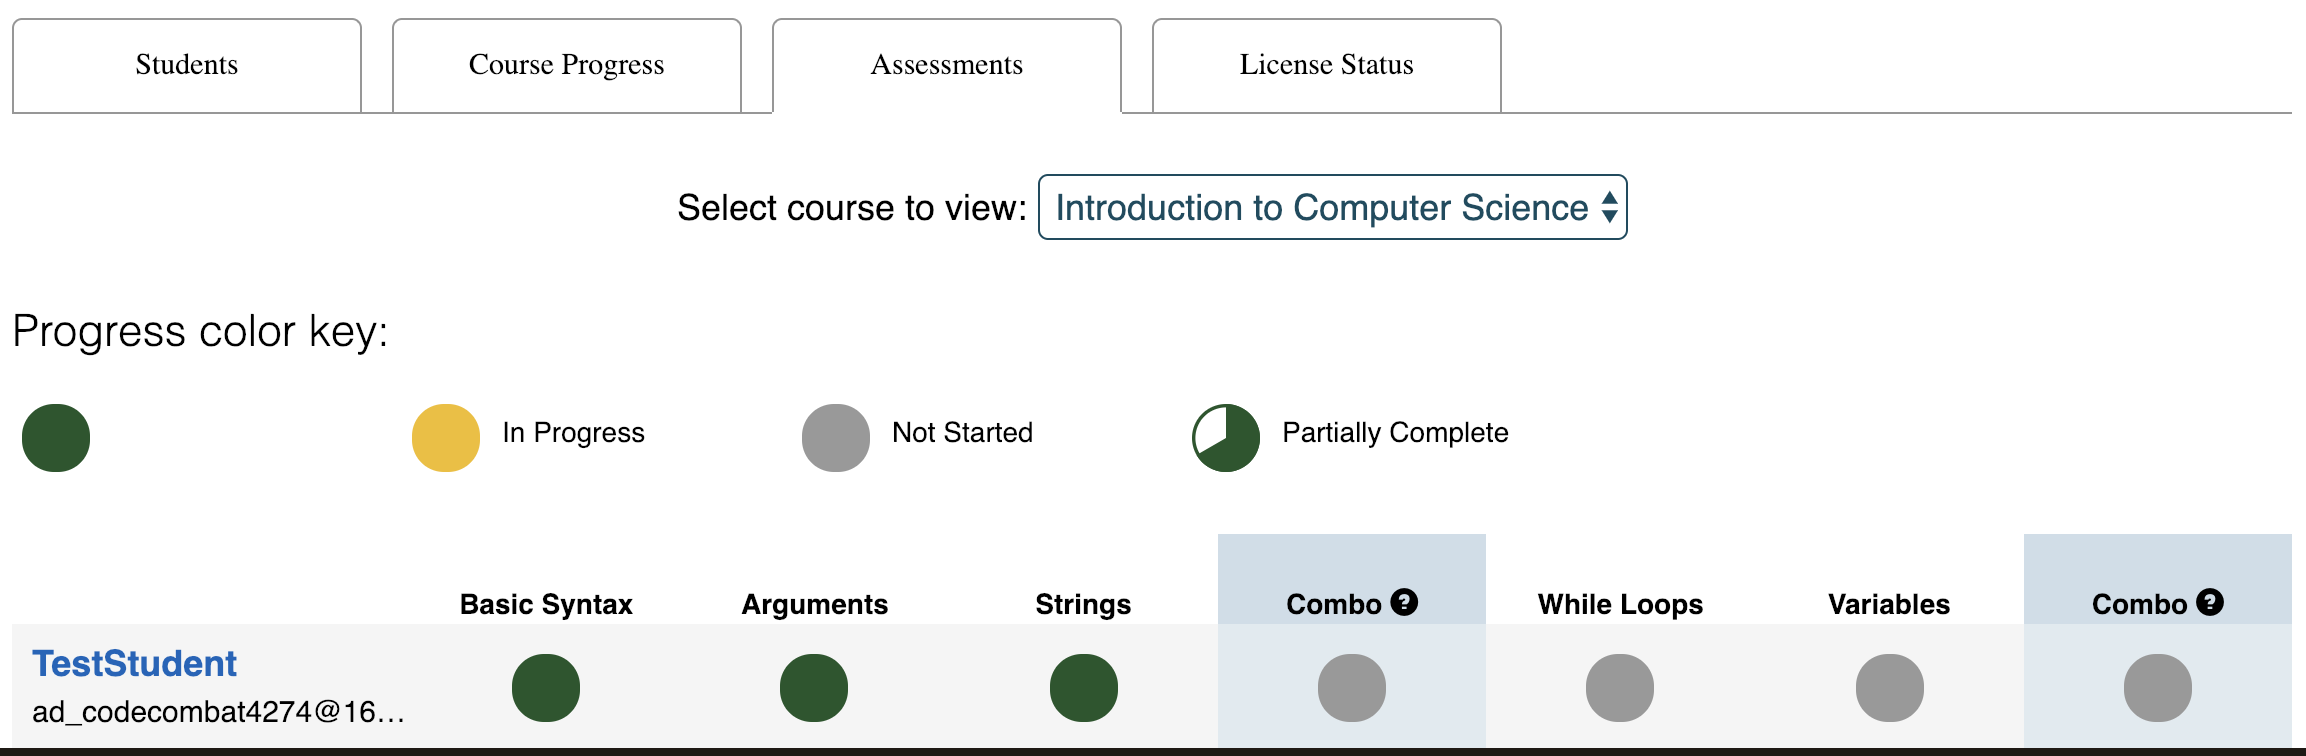 Students Course Progress Assessments License Status
Select course to view: Introduction to Computer Science
Progress color key:
In Progress Not Started Partially Complete
Basic Syntax Arguments Strings Combo ? While Loops Variables Combo ?
TestStudent
ad_codecombat4274@16...